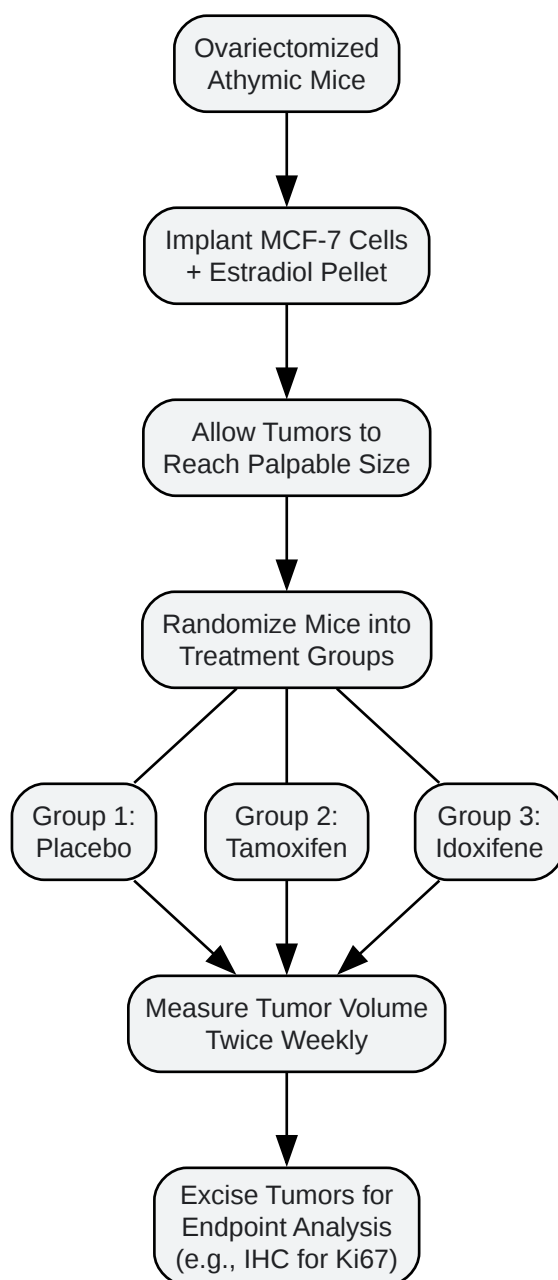 Ovariectomized
Athymic Mice
Implant MCF-7 Cells
+ Estradiol Pellet
Allow Tumors to
Reach Palpable Size
Randomize Mice into
Treatment Groups
Group 1:
Placebo
Group 2:
Tamoxifen
Group 3:
Idoxifene
Measure Tumor Volume
Twice Weekly
Excise Tumors for
Endpoint Analysis
(e.g., IHC for Ki67)